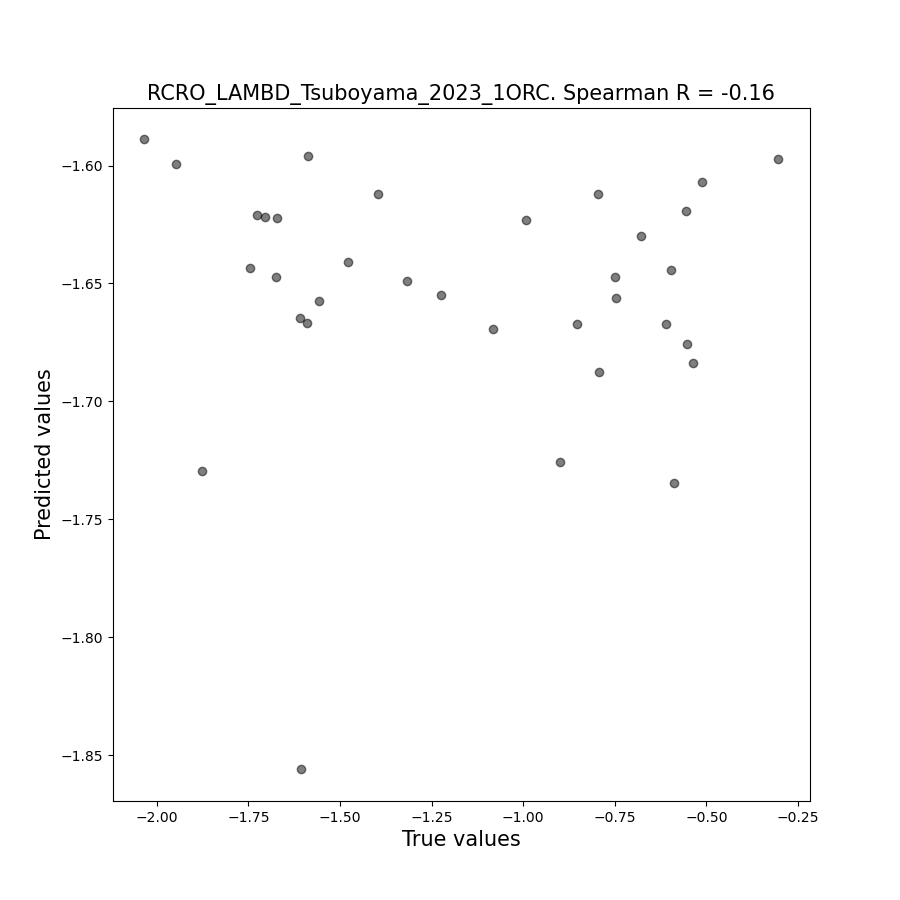 RCRO_LAMBD_Tsuboyama_2023_1ORC. Spearman R = -0.16
−1.60
−1.65
−1.70
−1.75
−1.80
−1.85
Predicted values
−2.00 −1.75 −1.50 −1.25 −1.00 −0.75 −0.50 −0.25
True values